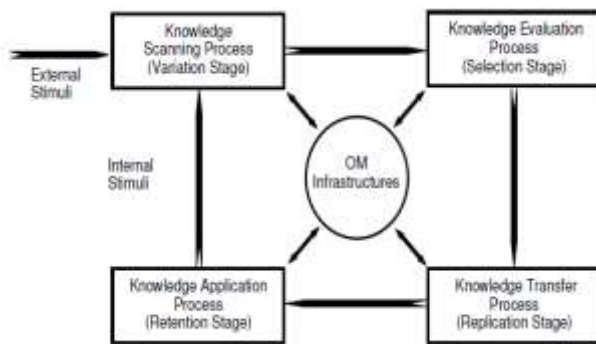 Knowledge
Scanning Process
(Variation Stage)
Knowledge Evaluation
Process
(Selection Stage)
External
Stimuli
OM
Infrastructures
Internal
Stimuli
Knowledge Application
Process
(Retention Stage)
Knowledge Transfer
Process
(Replication Stage)